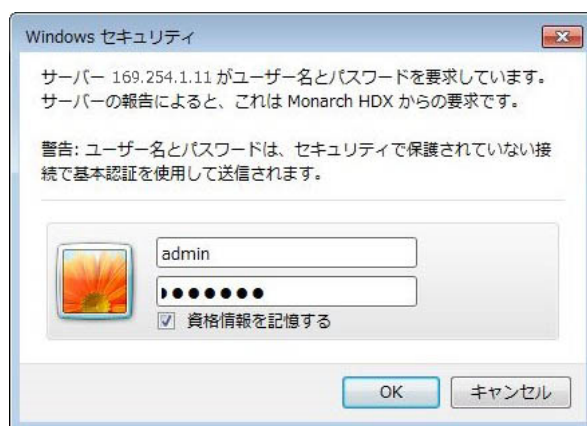 Windows セキュリティ
サーバー 169.254.1.11 がユーザー名とパスワードを要求しています。
サーバーの報告によると、これは Monarch HDX からの要求です。
警告: ユーザー名とパスワードは、セキュリティで保護されていない接
続で基本認証を使用して送信されます。
admin
●●●●●●●
資格情報を記憶する
OK
キャンセル